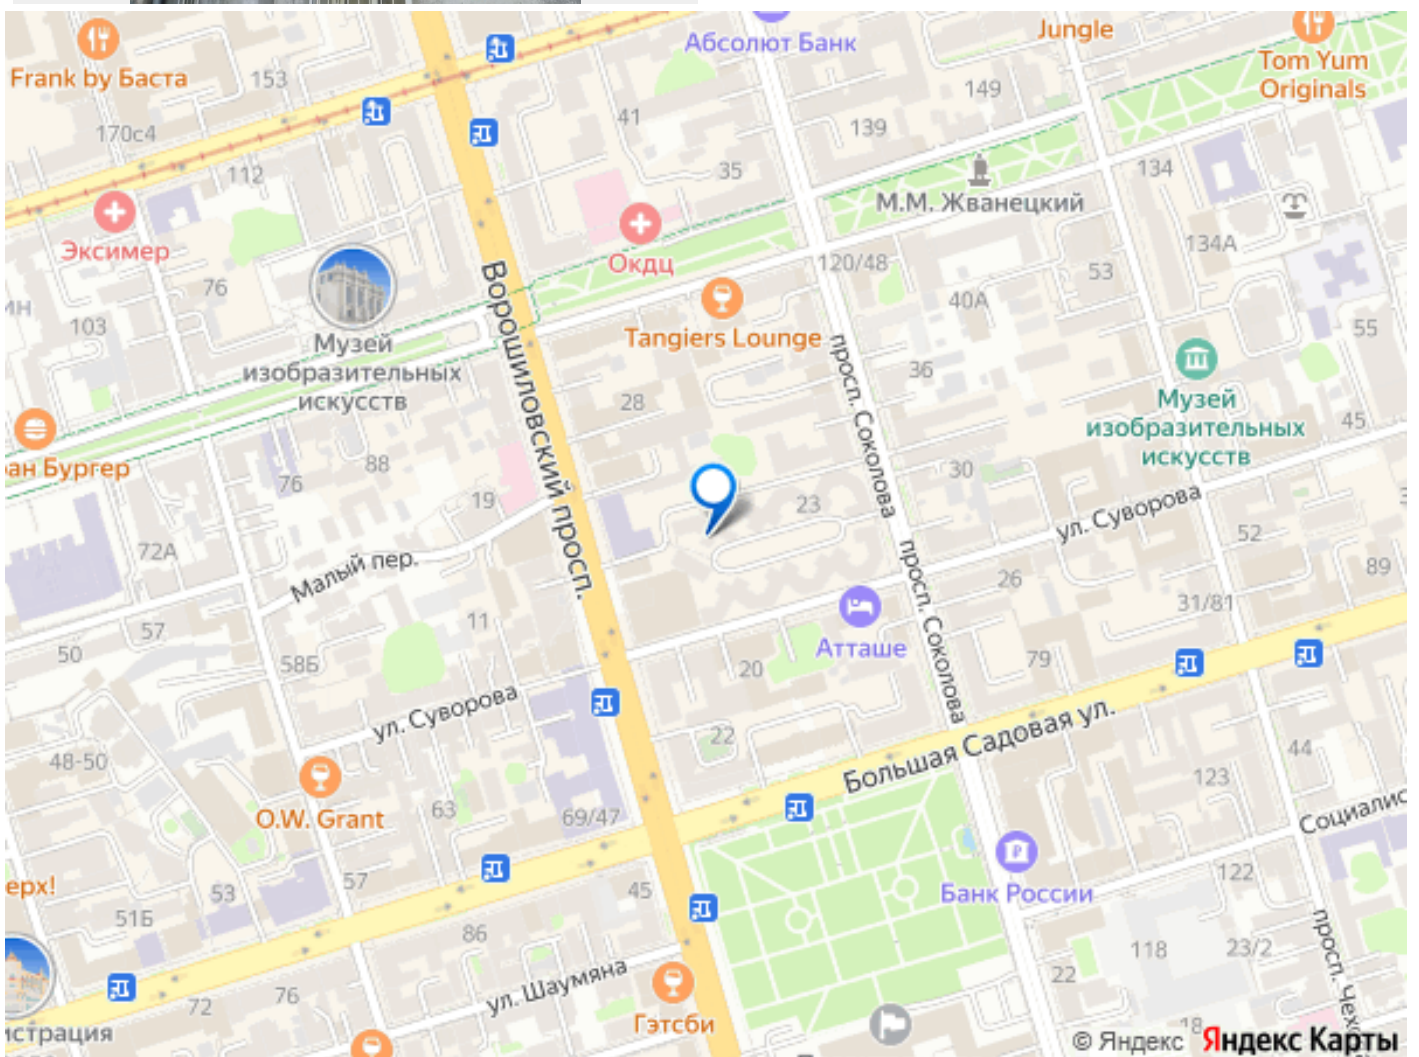 Абсолют Банк
Jungle
Frank by Баста
Tom Yum
Originals
153
149
170с4
41
139
112
35
134
М.М. Жванецкий
Эксимер
Окдц
120/48
134А
53
76
40А
103
Ворошиловский просп.
Tangiers Lounge
55
Музей
изобразительных
искусств
просп. Соколова
36
Музей
изобразительных
искусств
28
45
ан Бургер
88
76
30
19
23
ул. Суворова
52
72А
Малый пер.
просп. Соколова
26
89
57
11
31/81
50
58Б
Атташе
20
79
ул. Суворова
22
Большая Садовая ул.
48-50
44
123
O.W. Grant
63
69/47
Социалис
ерх!
53
57
45
Банк России
122
51Б
86
118
23/2
просп. Чехо
ул. Шаумяна
22
72
76
истрация
Гэтсби
18
© Яндекс Яндекс Карты